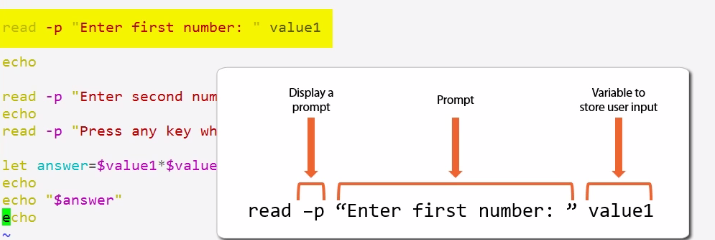 read -p "Enter first number: " value1
echo
read -p "Enter second num
echo
read -p "Press any key wh
let answer=$value1*$value
echo
echo "$answer"
echo
~
Display a prompt
Prompt
Variable to store user input
read –p “Enter first number: ” value1